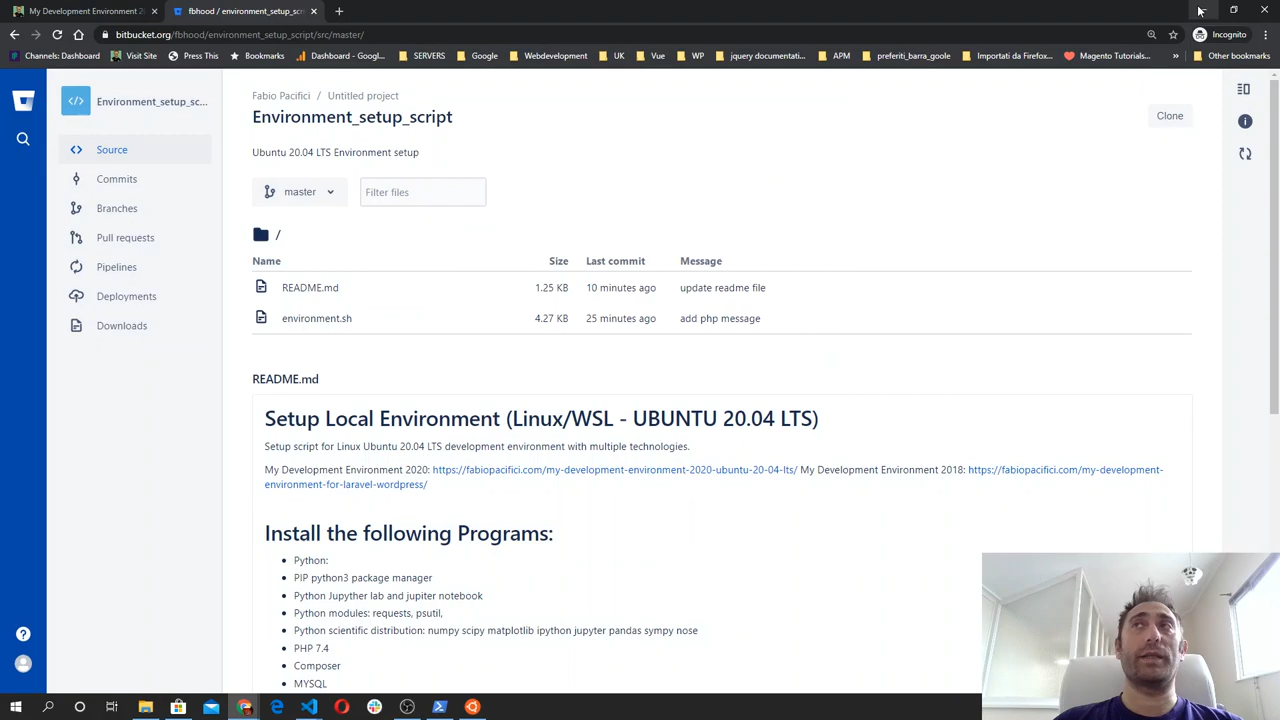 My Development Environment 2
fbhood / environment_setup_scr
bitbucket.org/fbhood/environment_setup_script/src/master/
Incognito
Channels: Dashboard
Visit Site
Press This
Bookmarks
Dashboard - Googl...
SERVERS
Google
Webdevelopment
UK
Vue
WP
jquery documentati...
APM
preferiti_barra_goole
Importati da Firefox...
Magento Tutorials...
»
Other bookmarks
Environment_setup_sc...
Source
Commits
Branches
Pull requests
Pipelines
Deployments
Downloads
Fabio Pacifici / Untitled project
Environment_setup_script
Clone
Ubuntu 20.04 LTS Environment setup
master
Filter files
/
Name Size Last commit Message
README.md 1.25 KB 10 minutes ago update readme file
environment.sh 4.27 KB 25 minutes ago add php message
README.md
Setup Local Environment (Linux/WSL - UBUNTU 20.04 LTS)
Setup script for Linux Ubuntu 20.04 LTS development environment with multiple technologies.
My Development Environment 2020: https://fabiopacifici.com/my-development-environment-2020-ubuntu-20-04-lts/ My Development Environment 2018: https://fabiopacifici.com/my-development-
environment-for-laravel-wordpress/
Install the following Programs:
Python:
PIP python3 package manager
Python Jupyther lab and jupiter notebook
Python modules: requests, psutil,
Python scientific distribution: numpy scipy matplotlib ipython jupyter pandas sympy nose
PHP 7.4
Composer
MYSQL